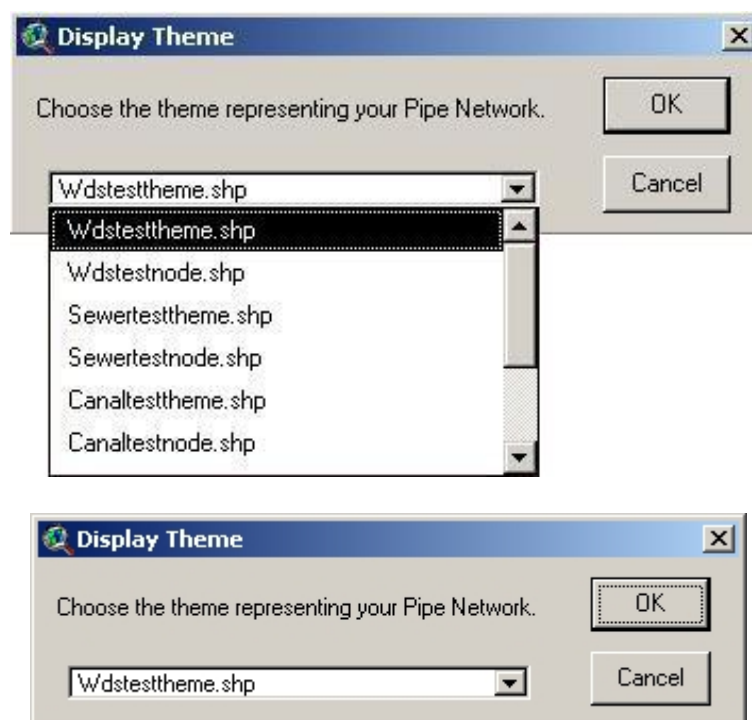 Display Theme
Choose the theme representing your Pipe Network.
OK
Wdstesttheme.shp
Cancel
Wdstesttheme.shp
Wdstestnode.shp
Sewertesttheme.shp
Sewertestnode.shp
Canaltesttheme.shp
Canaltestnode.shp
Display Theme
Choose the theme representing your Pipe Network.
OK
Wdstesttheme.shp
Cancel